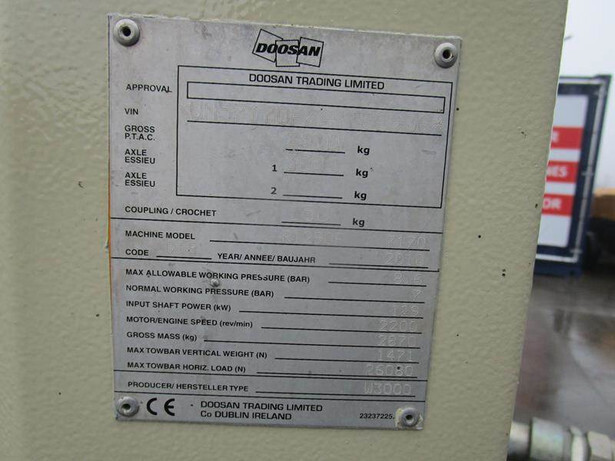 DOOSAN
DOOSAN TRADING LIMITED
APPROVAL
VIN
GROSS
P.T.A.C. kg
AXLE
ESSIEU 1 kg
AXLE
ESSIEU 2 kg
COUPLING / CROCHET kg
MACHINE MODEL
CODE YEAR/ ANNEE/ BAUJAHR
MAX ALLOWABLE WORKING PRESSURE (BAR)
NORMAL WORKING PRESSURE (BAR)
INPUT SHAFT POWER (kW)
MOTOR/ENGINE SPEED (rev/min) 2200
GROSS MASS (kg) 2870
MAX TOWBAR VERTICAL WEIGHT (N) 1471
MAX TOWBAR HORIZ. LOAD (N)
PRODUCER/ HERSTELLER TYPE W3000
CE DOOSAN TRADING LIMITED
Co DUBLIN IRELAND 23237225